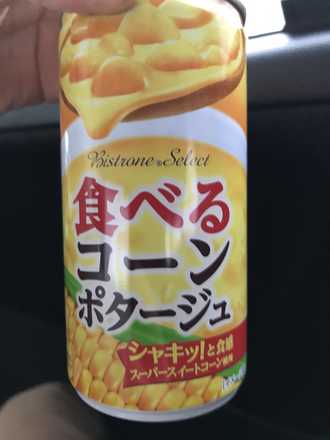 Bistrone® Select
食べる
コーン
ポタージュ
シャキッ!と食感
スーパースイートコーン使用